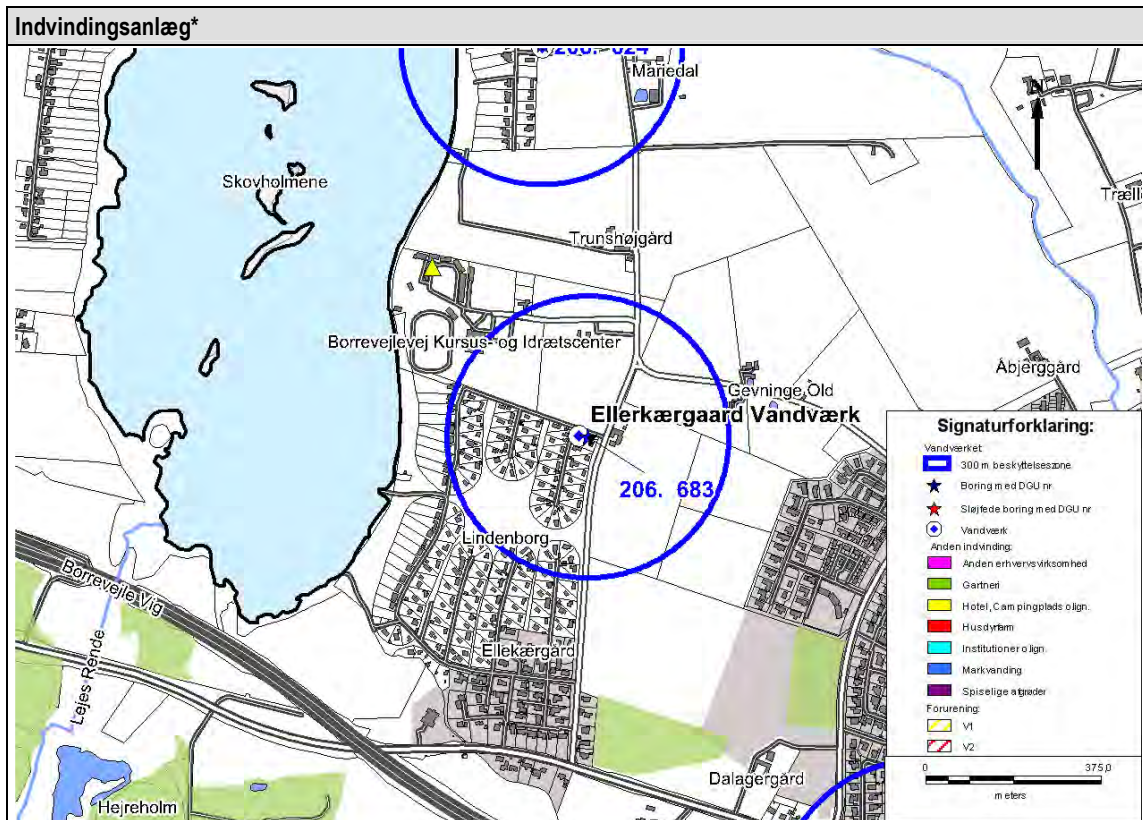 Indvindingsanlæg*
Mariedal
N
Skovholmene
Trunshøjgård
Borrevejlevej Kursus- og Idrætscenter
Gevninge Old
Åbjerggård
Ellerkærgaard Vandværk
206. 683
Lindenborg
Borrevejle Vig
Lejes Rende
Ellekærgård
Dalagergård
Hejreholm
Signaturforklaring:
Vandværket:
300 m beskyttelseszone
Boring med DGU nr
Sløjfede boring med DGU nr
Vandværk
Anden indvinding:
Anden erhvervsvirksomhed
Gartneri
Hotel, Campingplads olign.
Husdyrfarm
Institutioner olign.
Markvanding
Spiselige afgrøder
Forurening:
V1
V2
0 375,0
meters